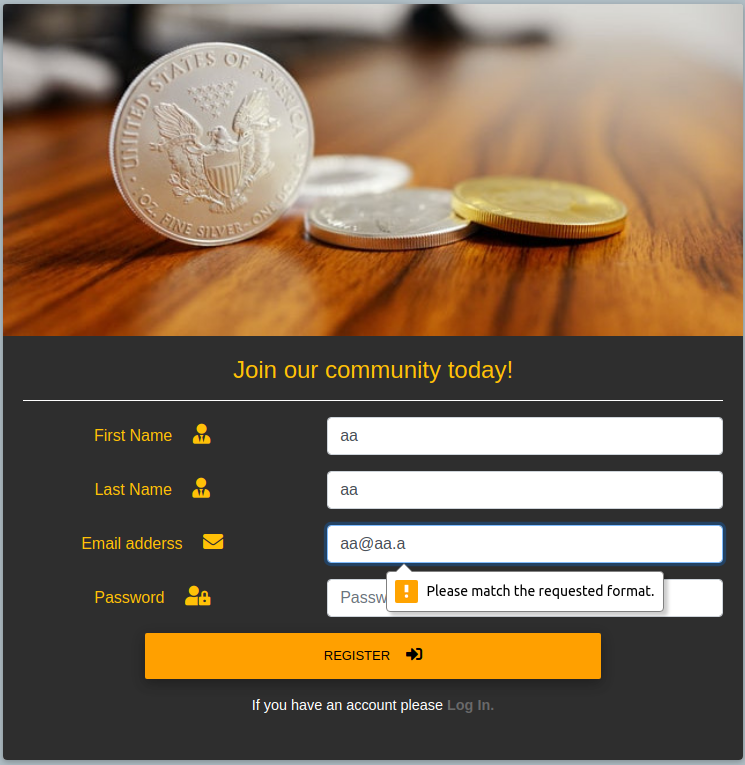 UNITED STATES OF AMERICA
1 OZ. FINE SILVER~ONE
Join our community today!
First Name aa
Last Name aa
Email adderss aa@aa.a
Password Passw
Please match the requested format.
REGISTER
If you have an account please Log In.